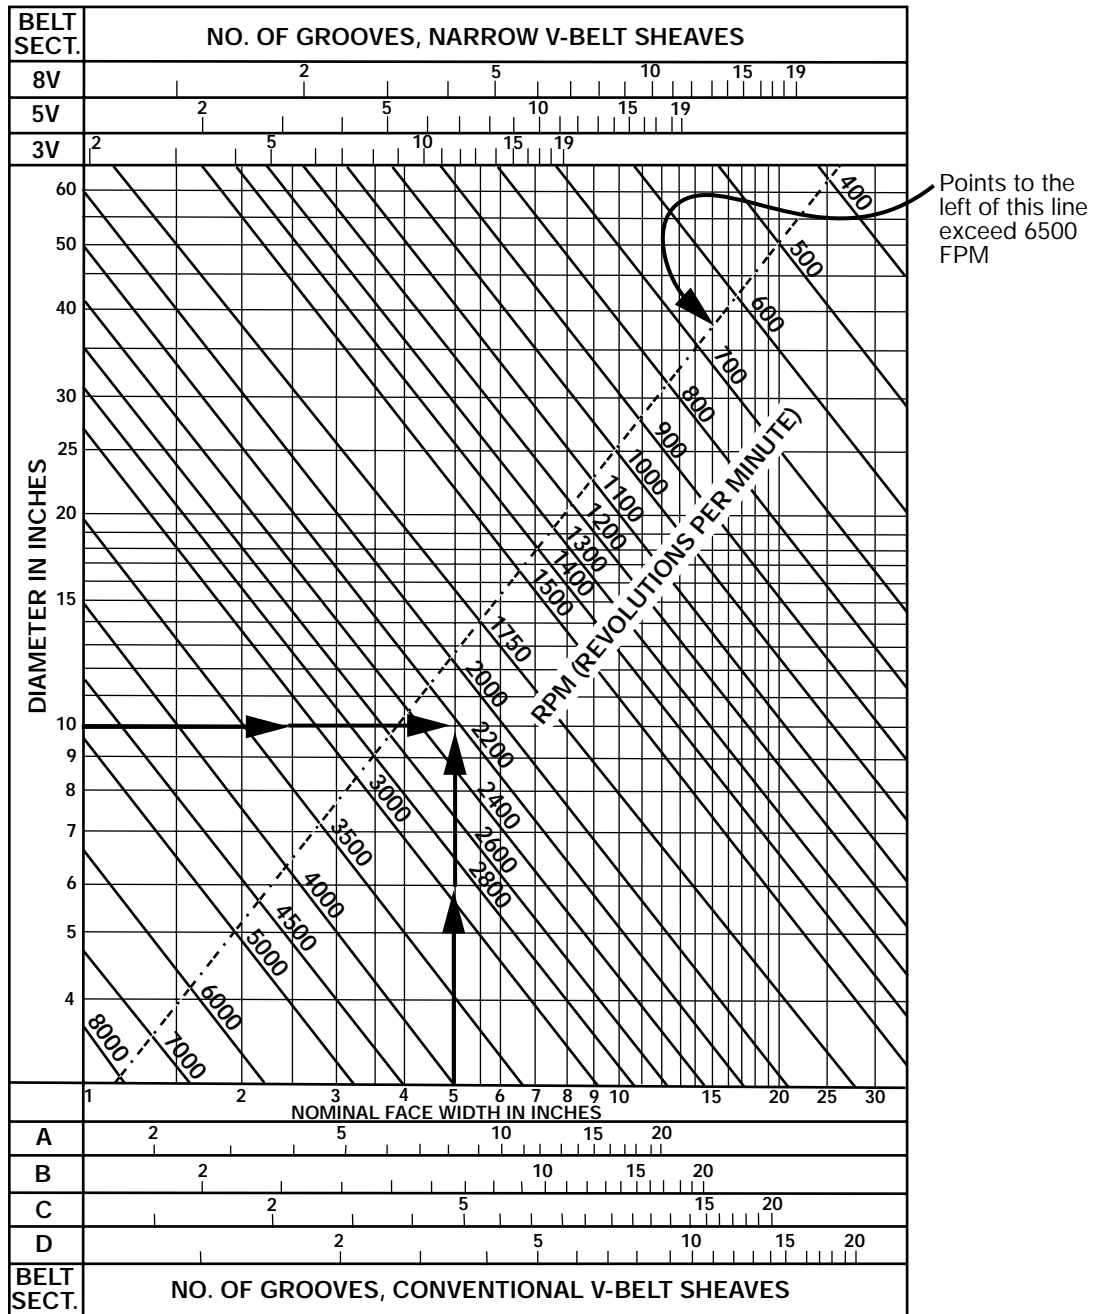 BELT
SECT.
NO. OF GROOVES, NARROW V-BELT SHEAVES
8V
2 5 10 15 19
5V
2 5 10 15 19
3V
2 5 10 15 19
Points to the
left of this line
exceed 6500
FPM
DIAMETER IN INCHES
60
50
40
30
25
20
15
10
9
8
7
6
5
4
400
500
600
700
800
900
1000
1100
1200
1300
1400
1500
1750
2000
2200
2400
2600
2800
3000
3500
4000
4500
5000
6000
7000
8000
RPM (REVOLUTIONS PER MINUTE)
1 2 3 4 5 6 7 8 9 10 15 20 25 30
NOMINAL FACE WIDTH IN INCHES
A
2 5 10 15 20
B
2 5 10 15 20
C
2 5 15 20
D
2 5 10 15 20
BELT
SECT.
NO. OF GROOVES, CONVENTIONAL V-BELT SHEAVES